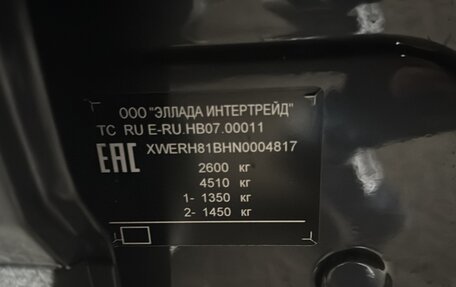 ООО "ЭЛЛАДА ИНТЕРТРЕЙД"
ТС RU Е-RU.НВ07.00011
EAC XWERH81BHN0004817
2600 кг
4510 кг
1- 1350 кг
2- 1450 кг